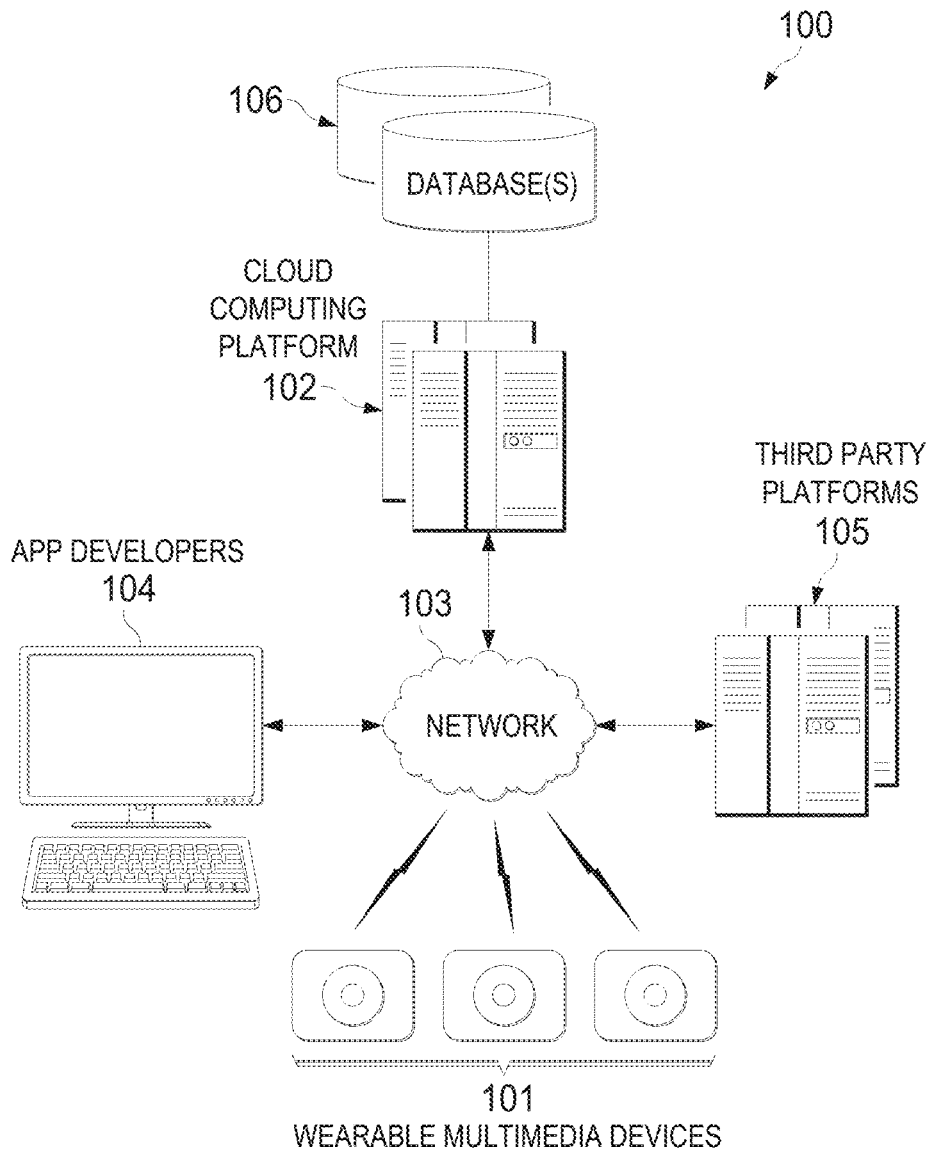 100
106
DATABASE(S)
CLOUD
COMPUTING
PLATFORM
102
THIRD PARTY
PLATFORMS
105
APP DEVELOPERS
104
103
NETWORK
101
WEARABLE MULTIMEDIA DEVICES